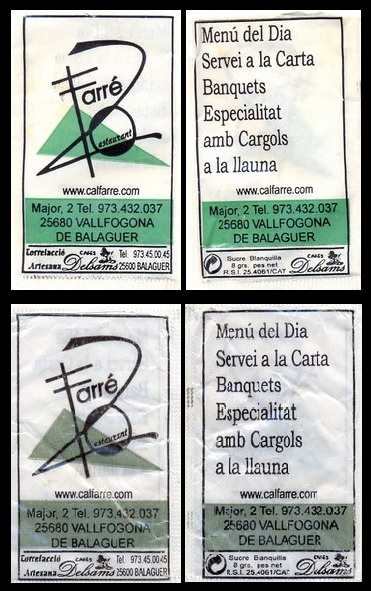 Farré
Restaurant
www.calfarre.com
Major, 2 Tel. 973.432.037
25680 VALLFOGONA
DE BALAGUER
Torrefacció CAFÉS Tel. 973.45.00.45
Artesana Delsams 25600 BALAGUER
Menú del Dia
Servei a la Carta
Banquets
Especialitat
amb Cargols
a la llauna
www.calfarre.com
Major, 2 Tel. 973.432.037
25680 VALLFOGONA
DE BALAGUER
Sucre Blanquilla CAFÉS
8 grs. pes net Delsams
R.S.I. 25.4061/CAT
Farré
Restaurant
www.calfarre.com
Major, 2 Tel. 973.432.037
25680 VALLFOGONA
DE BALAGUER
Torrefacció CAFÉS Tel. 973.45.00.45
Artesana Delsams 25600 BALAGUER
Menú del Dia
Servei a la Carta
Banquets
Especialitat
amb Cargols
a la llauna
www.calfarre.com
Major, 2 Tel. 973.432.037
25680 VALLFOGONA
DE BALAGUER
Sucre Blanquilla CAFÉS
8 grs. pes net Delsams
R.S.I. 25.4061/CAT